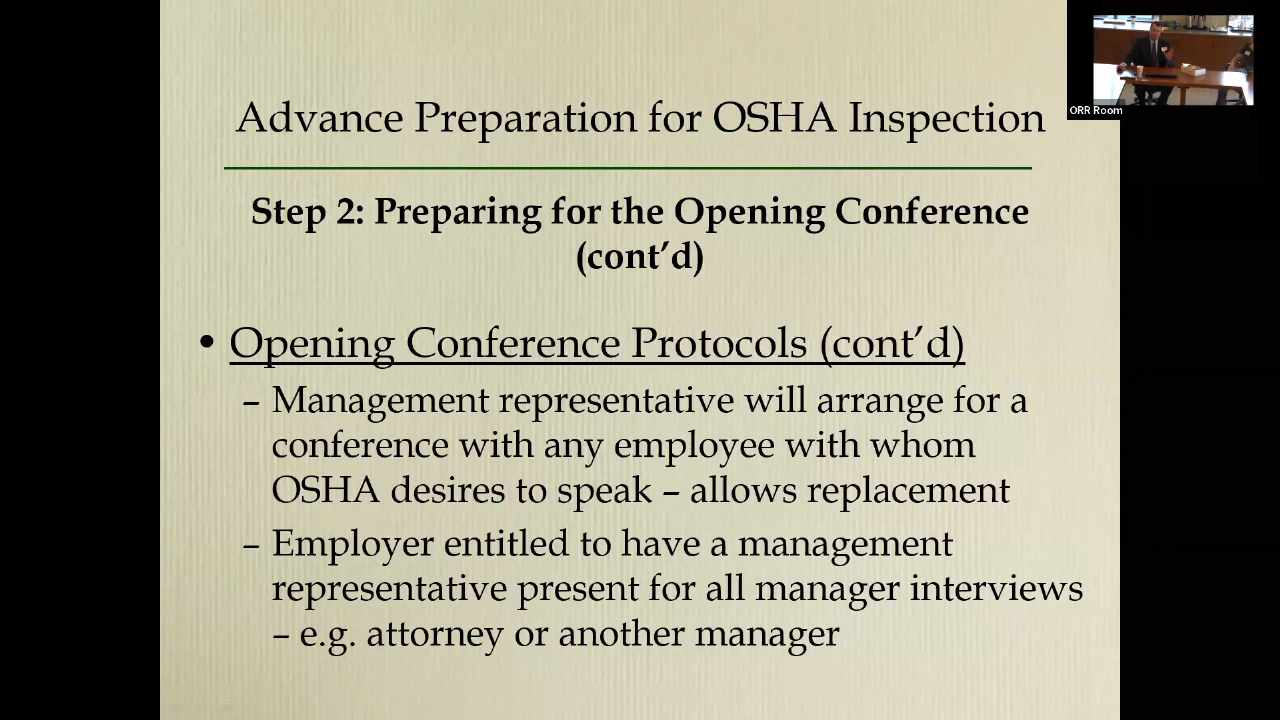 Advance Preparation for OSHA Inspection
ORR Room
Step 2: Preparing for the Opening Conference
(cont’d)
• Opening Conference Protocols (cont’d)
– Management representative will arrange for a
conference with any employee with whom
OSHA desires to speak – allows replacement
– Employer entitled to have a management
representative present for all manager interviews
– e.g. attorney or another manager